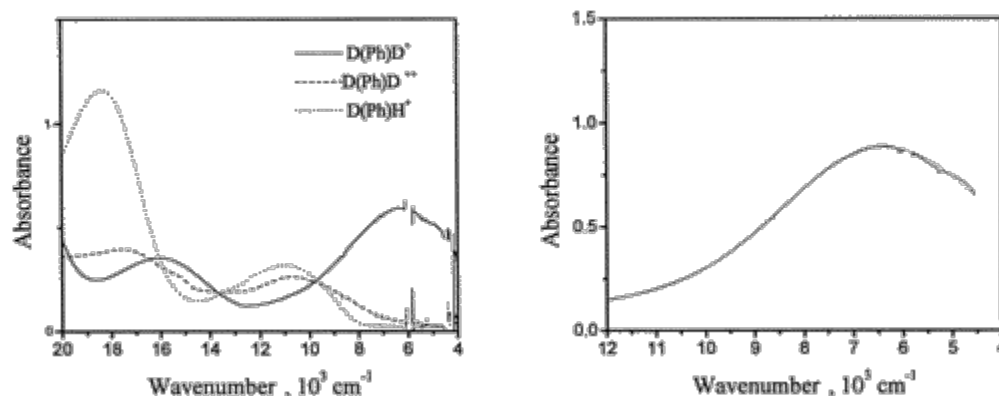 Absorbance
1
0
D(Ph)D⁺
D(Ph)D⁺⁺
D(Ph)H⁺
20 18 16 14 12 10 8 6 4
Wavenumber , 10³ cm⁻¹
Absorbance
1.5
1.0
0.5
0.0
12 11 10 9 8 7 6 5 4
Wavenumber , 10³ cm⁻¹